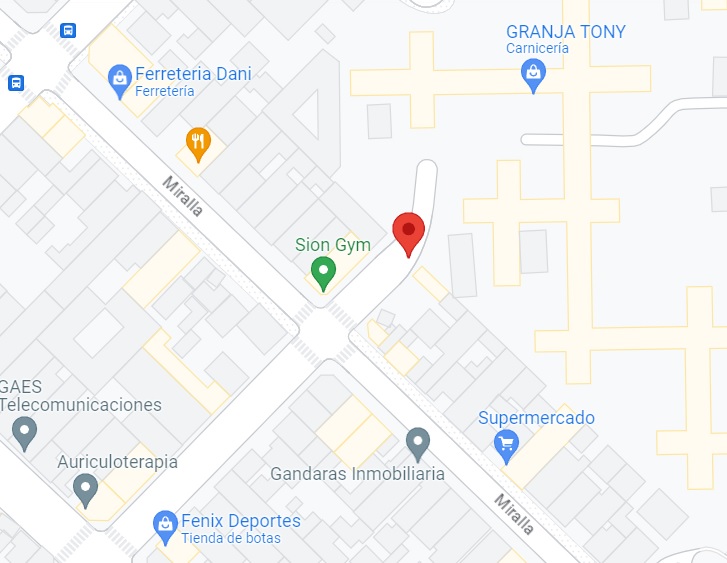 GRANJA TONY
Carnicería
Ferreteria Dani
Ferretería
Miralla
Sion Gym
GAES
Telecomunicaciones
Supermercado
Auriculoterapia
Gandaras Inmobiliaria
Miralla
Fenix Deportes
Tienda de botas